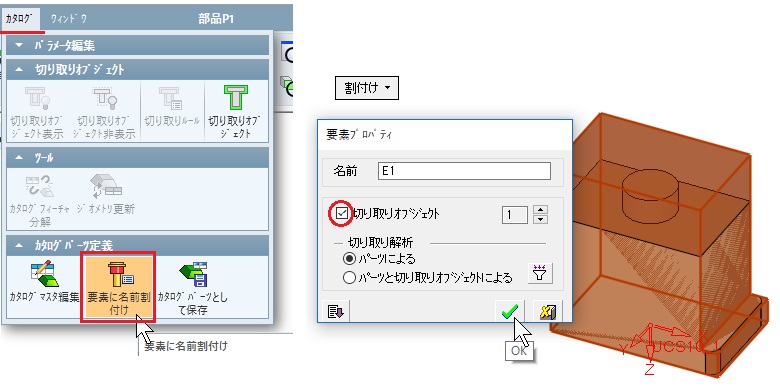 カタログ ウィンドウ 部品P1
パラメータ編集
切り取りオブジェクト
切り取りオブ
ジェクト表示
切り取りオブ
ジェクト非表示
切り取りルール
切り取りオブジ
ェクト
ツール
カタログフィーチャ
分解
ジオメトリ更新
カタログパーツ定義
カタログマスタ編集
要素に名前割
付け
カタログパーツとし
て保存
要素に名前割付け
割付け
要素プロパティ
名前 E1
切り取りオブジェクト 1
切り取り解析
パーツによる
パーツと切り取りオブジェクトによる
OK
Y
Z